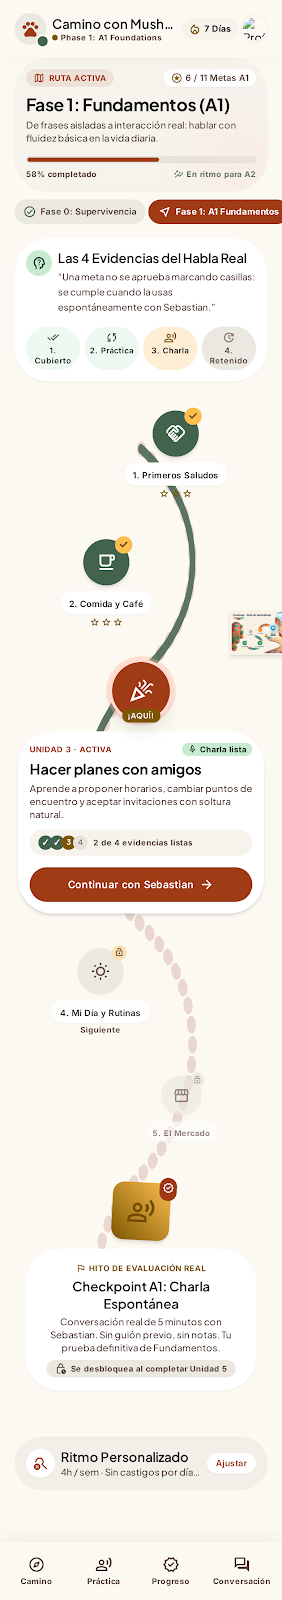 Camino con Mush...
Phase 1: A1 Foundations
7 Días
RUTA ACTIVA
6 / 11 Metas A1
Fase 1: Fundamentos (A1)
De frases aisladas a interacción real: hablar con
fluidez básica en la vida diaria.
58% completado
En ritmo para A2
Fase 0: Supervivencia
Fase 1: A1 Fundamentos
Las 4 Evidencias del Habla Real
"Una meta no se aprueba marcando casillas:
se cumple cuando la usas
espontáneamente con Sebastian."
1.
Cubierto
2. Práctica
3. Charla
4.
Retenido
1. Primeros Saludos
2. Comida y Café
¡AQUÍ!
UNIDAD 3 · ACTIVA
Charla lista
Hacer planes con amigos
Aprende a proponer horarios, cambiar puntos de
encuentro y aceptar invitaciones con soltura
natural.
3
4
2 de 4 evidencias listas
Continuar con Sebastian
4. Mi Día y Rutinas
Siguiente
5. El Mercado
HITO DE EVALUACIÓN REAL
Checkpoint A1: Charla
Espontánea
Conversación real de 5 minutos con
Sebastian. Sin guión previo, sin notas. Tu
prueba definitiva de Fundamentos.
Se desbloquea al completar Unidad 5
Ritmo Personalizado
4h / sem · Sin castigos por día...
Ajustar
Camino
Práctica
Progreso
Conversación